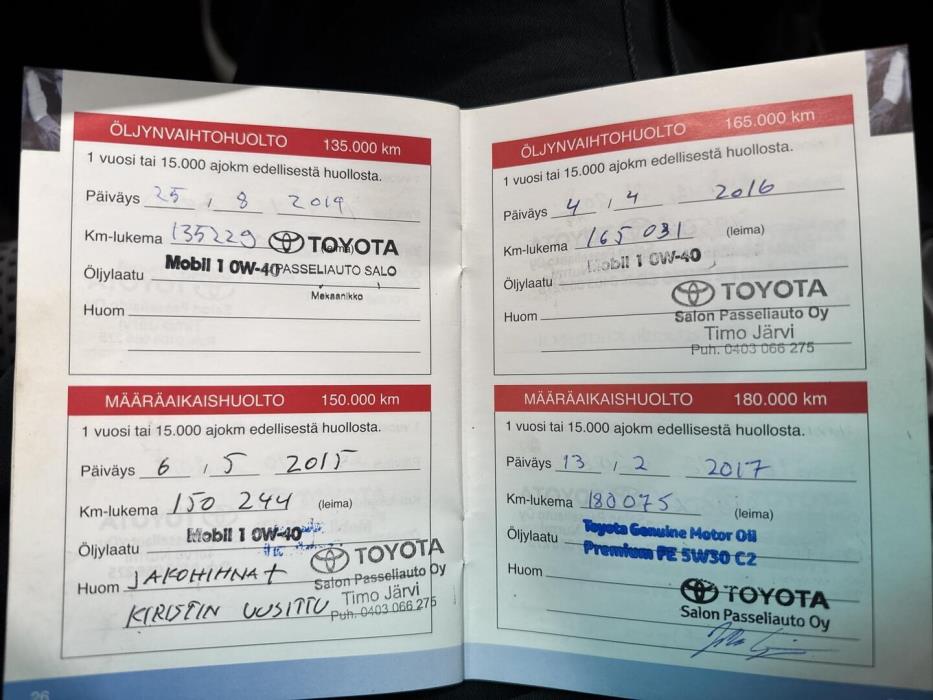 ÖLJYNVAIHTOHUOLTO 135.000 km
1 vuosi tai 15.000 ajokm edellisestä huollosta.
Päiväys 25 , 8 2014
Km-lukema 135229 (leima) TOYOTA
Öljylaatu Mobil 1 0W-40 PASSELIAUTO SALO
Mekaanikko
Huom
MÄÄRÄAIKAISHUOLTO 150.000 km
1 vuosi tai 15.000 ajokm edellisestä huollosta.
Päiväys 6 , 5 2015
Km-lukema 150 244 (leima)
Öljylaatu Mobil 1 0W-40
TOYOTA
Huom JAKOHIHNA + Salon Passeliauto Oy
KIRISTIN UUSITTU Timo Järvi
Puh. 0403 066 275
26
ÖLJYNVAIHTOHUOLTO 165.000 km
1 vuosi tai 15.000 ajokm edellisestä huollosta.
Päiväys 4 , 4 2016
Km-lukema 165 031 (leima)
Öljylaatu Mobil 1 0W-40
TOYOTA
Huom Salon Passeliauto Oy
Timo Järvi
Puh. 0403 066 275
MÄÄRÄAIKAISHUOLTO 180.000 km
1 vuosi tai 15.000 ajokm edellisestä huollosta.
Päiväys 13 , 2 2017
Km-lukema 180075 (leima)
Öljylaatu Toyota Genuine Motor Oil
Premium FE 5W30 C2
Huom
TOYOTA
Salon Passeliauto Oy